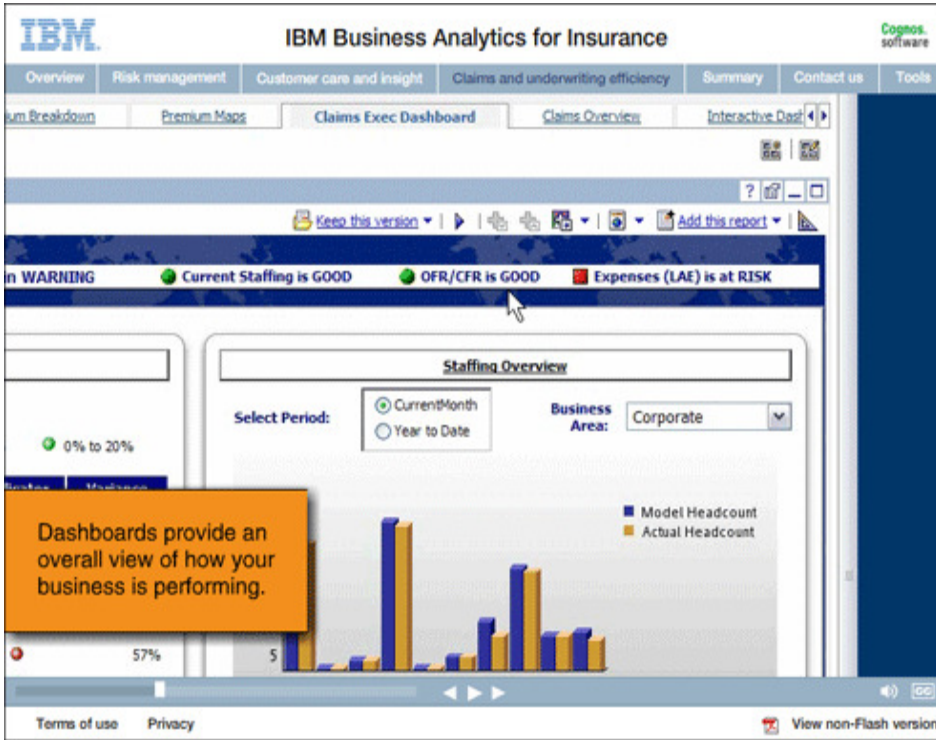 IBM.
IBM Business Analytics for Insurance
Cognos.
software
Overview
Risk management
Customer care and insight
Claims and underwriting efficiency
Summary
Contact us
Tools
um Breakdown
Premium Maps
Claims Exec Dashboard
Claims Overview
Interactive Dash
Keep this version
Add this report
in WARNING
Current Staffing is GOOD
OFR/CFR is GOOD
Expenses (LAE) is at RISK
Staffing Overview
Select Period:
CurrentMonth
Year to Date
Business
Area:
Corporate
0% to 20%
Variance
Model Headcount
Actual Headcount
Dashboards provide an
overall view of how your
business is performing.
57%
5
Terms of use
Privacy
View non-Flash version